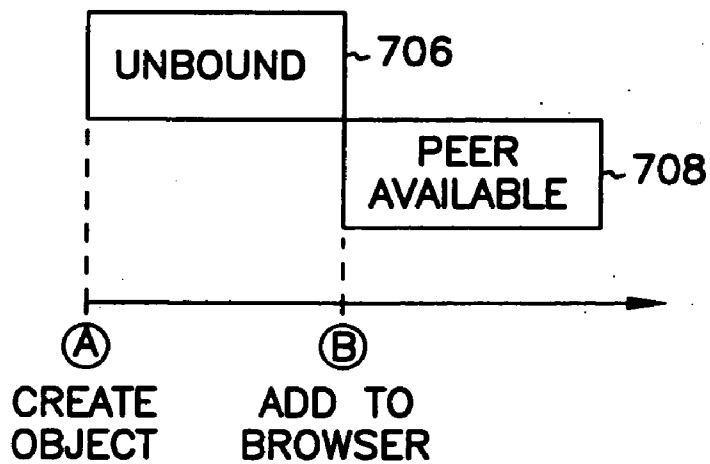 UNBOUND
706
PEER
AVAILABLE
708
A
B
CREATE
OBJECT
ADD TO
BROWSER